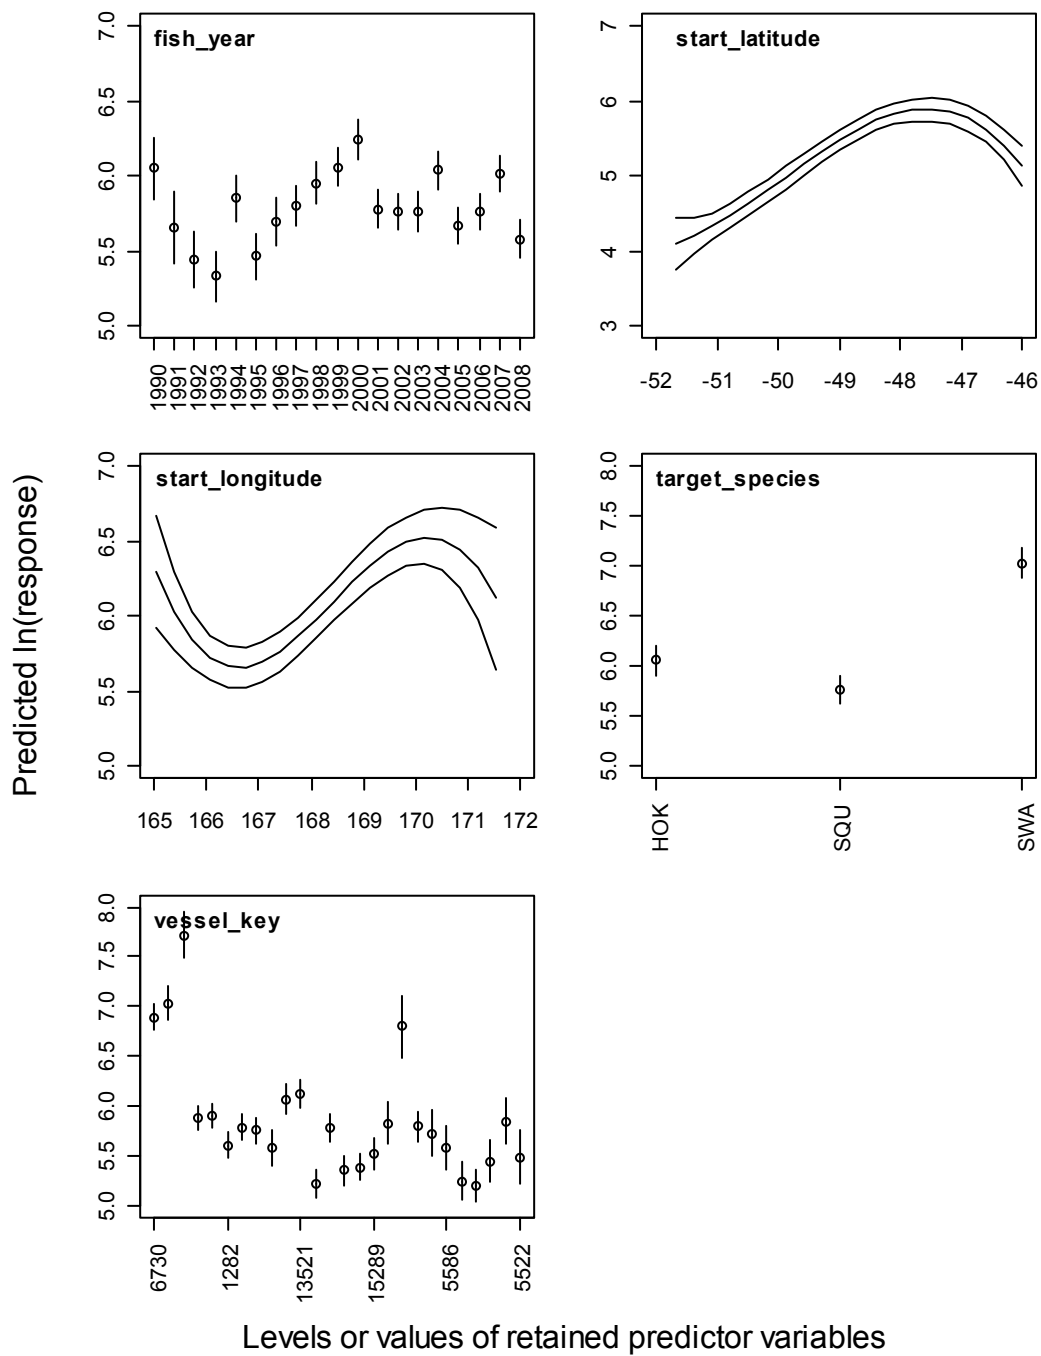 fish_year
7.0
6.5
6.0
5.5
5.0
1990 1991 1992 1993 1994 1995 1996 1997 1998 1999 2000 2001 2002 2003 2004 2005 2006 2007 2008
start_latitude
7
6
5
4
3
-52 -51 -50 -49 -48 -47 -46
Predicted ln(response)
start_longitude
7.0
6.5
6.0
5.5
5.0
165 166 167 168 169 170 171 172
target_species
8.0
7.5
7.0
6.5
6.0
5.5
5.0
HOK SQU SWA
vessel_key
8.0
7.5
7.0
6.5
6.0
5.5
5.0
6730 1282 13521 15289 5586 5522
Levels or values of retained predictor variables